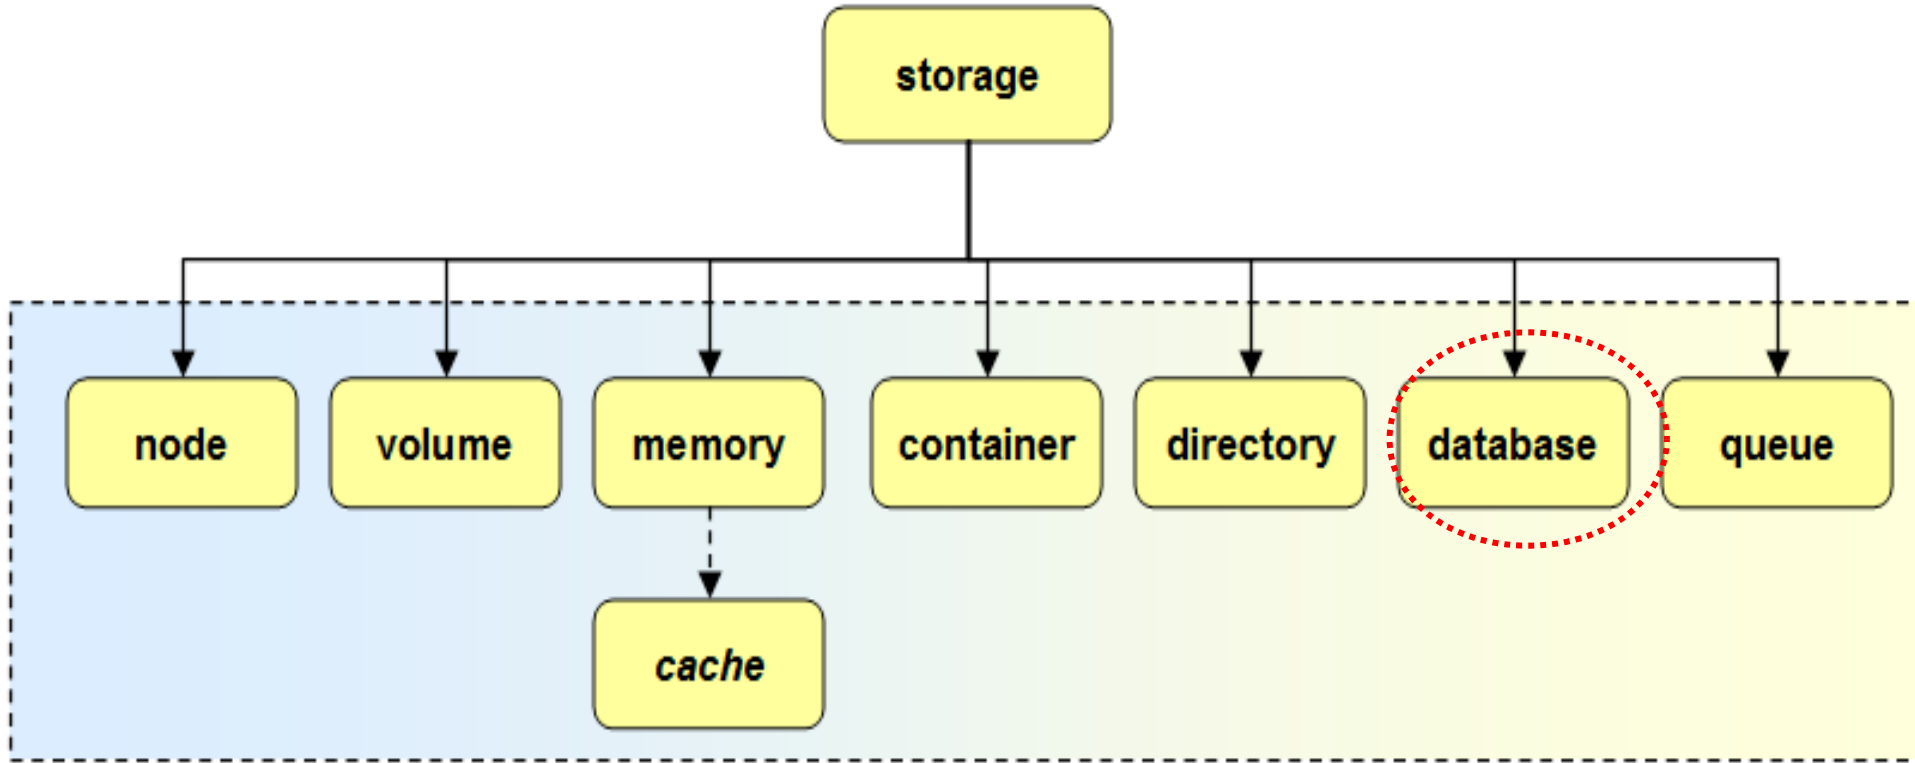 storage
node
volume
memory
container
directory
database
queue
cache